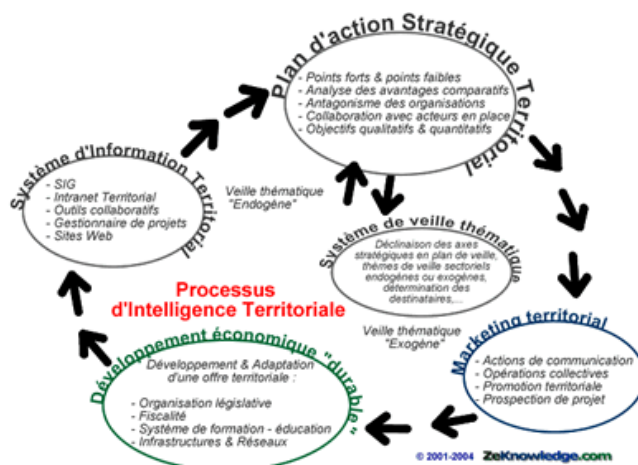 Plan d'action Stratégique Territorial
- Points forts & points faibles
- Analyse des avantages comparatifs
- Antagonisme des organisations
- Collaboration avec acteurs en place
- Objectifs qualitatifs & quantitatifs
Système d'Information Territorial
- SIG
- Intranet Territorial
- Outils collaboratifs
- Gestionnaire de projets
- Sites Web
Veille thématique
"Endogène"
Système de veille thématique
Déclinaison des axes
stratégiques en plan de veille,
thèmes de veille sectoriels
endogènes ou exogènes,
détermination des
destinataires,...
Processus
d'Intelligence Territoriale
Veille thématique
"Exogène"
Marketing territorial
- Actions de communication
- Opérations collectives
- Promotion territoriale
- Prospection de projet
Développement économique "durable"
Développement & Adaptation
d'une offre territoriale :
- Organisation législative
- Fiscalité
- Système de formation - éducation
- Infrastructures & Réseaux
© 2001-2004 ZeKnowledge.com